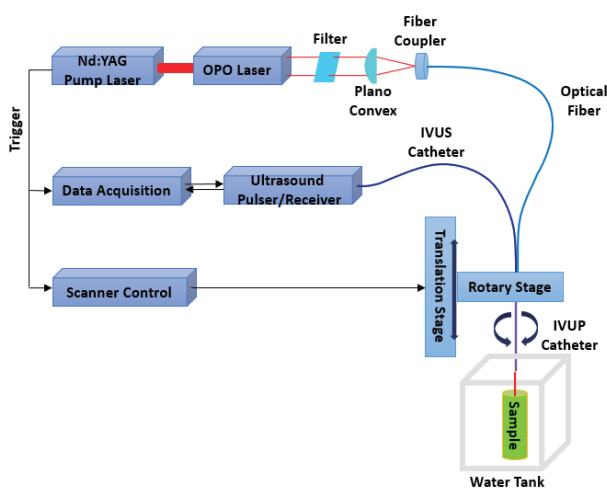 Nd:YAG
Pump Laser
OPO Laser
Filter
Plano
Convex
Fiber
Coupler
Optical
Fiber
Trigger
IVUS
Catheter
Data Acquisition
Ultrasound
Pulser/Receiver
Scanner Control
Translation Stage
Rotary Stage
IVUP
Catheter
Sample
Water Tank